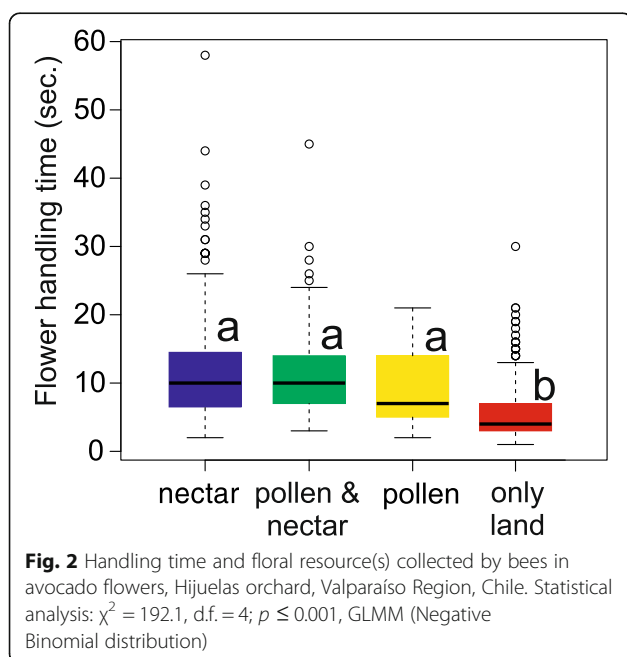 Flower handling time (sec.)
60
50
40
30
20
10
0
a
a
a
b
nectar
pollen &
nectar
pollen
only
land
Fig. 2 Handling time and floral resource(s) collected by bees in
avocado flowers, Hijuelas orchard, Valparaíso Region, Chile. Statistical
analysis: χ² = 192.1, d.f. = 4; p ≤ 0.001, GLMM (Negative
Binomial distribution)